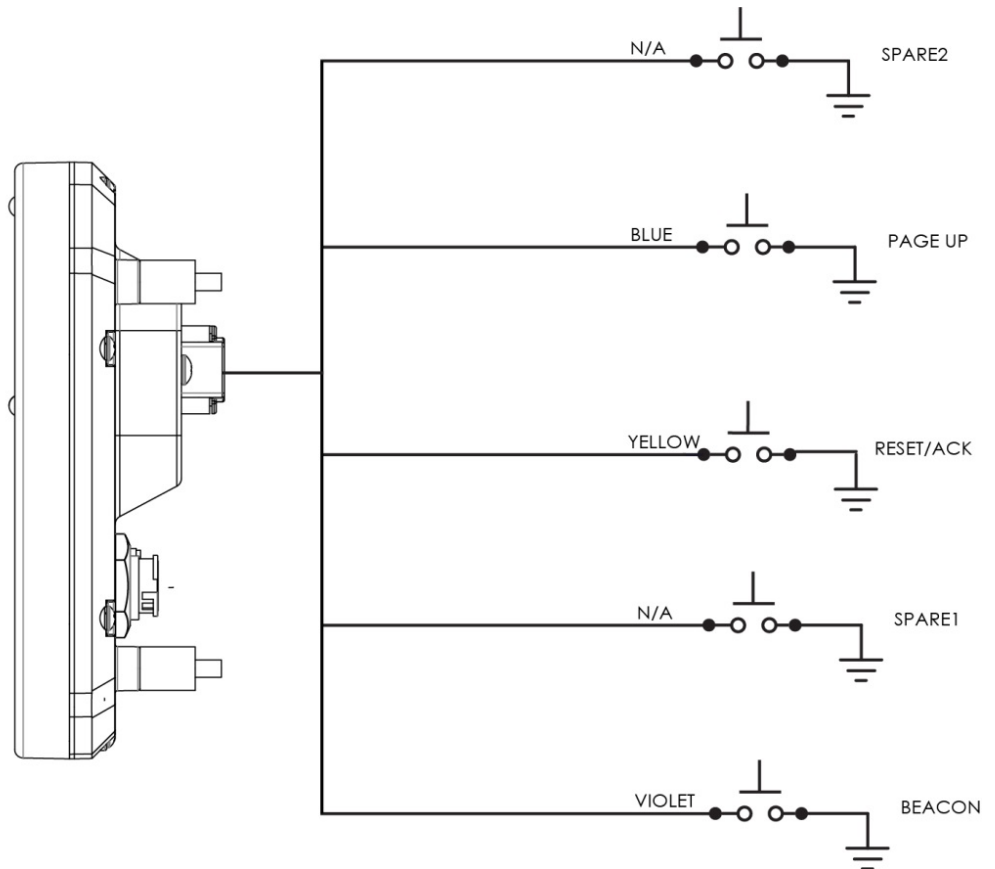 N/A SPARE2
BLUE PAGE UP
YELLOW RESET/ACK
N/A SPARE1
VIOLET BEACON